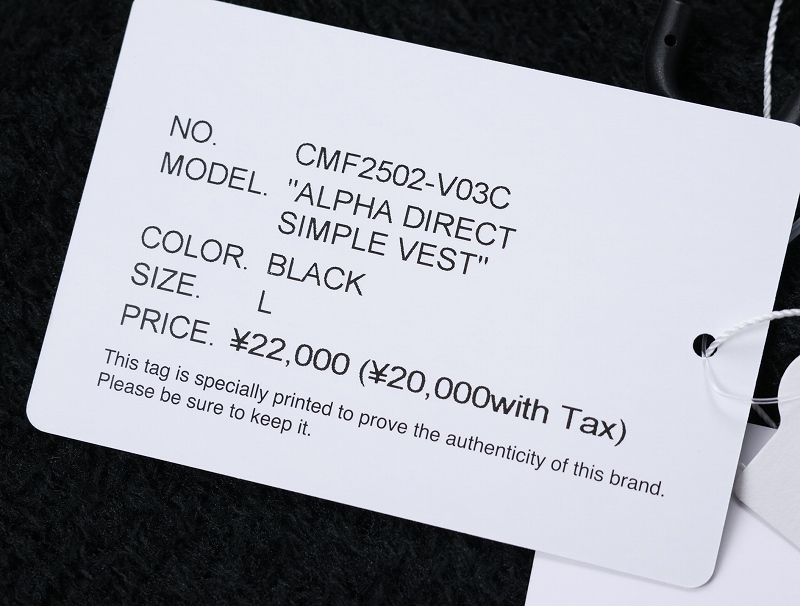 NO. CMF2502-V03C
MODEL. "ALPHA DIRECT
SIMPLE VEST"
COLOR. BLACK
SIZE. L
PRICE. ¥22,000 (¥20,000with Tax)
This tag is specially printed to prove the authenticity of this brand.
Please be sure to keep it.